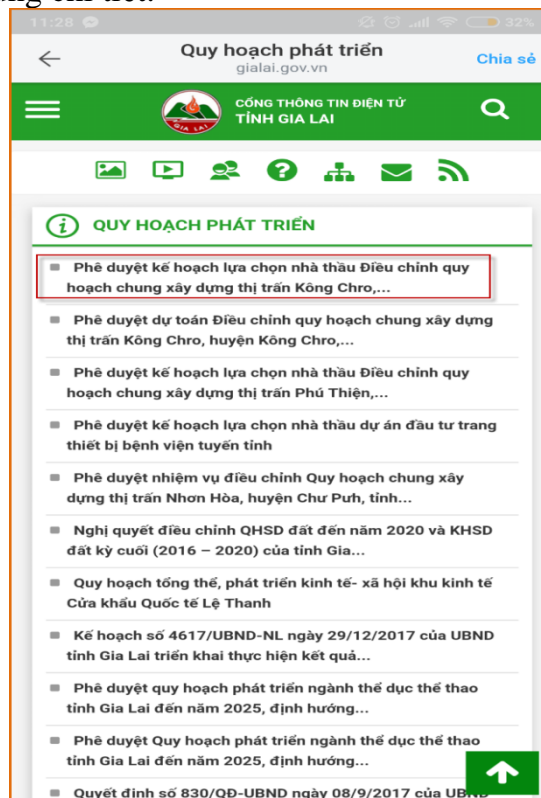 11:28
32%
Quy hoạch phát triển
gialai.gov.vn
Chia sẻ
CỔNG THÔNG TIN ĐIỆN TỬ
TỈNH GIA LAI
GIA LAI
QUY HOẠCH PHÁT TRIỂN
Phê duyệt kế hoạch lựa chọn nhà thầu Điều chỉnh quy
hoạch chung xây dựng thị trấn Kông Chro,...
Phê duyệt dự toán Điều chỉnh quy hoạch chung xây dựng
thị trấn Kông Chro, huyện Kông Chro,...
Phê duyệt kế hoạch lựa chọn nhà thầu Điều chỉnh quy
hoạch chung xây dựng thị trấn Phú Thiện,...
Phê duyệt kế hoạch lựa chọn nhà thầu dự án đầu tư trang
thiết bị bệnh viện tuyến tỉnh
Phê duyệt nhiệm vụ điều chỉnh Quy hoạch chung xây
dựng thị trấn Nhơn Hòa, huyện Chư Pưh, tỉnh...
Nghị quyết điều chỉnh QHSD đất đến năm 2020 và KHSD
đất kỳ cuối (2016 – 2020) của tỉnh Gia...
Quy hoạch tổng thể, phát triển kinh tế- xã hội khu kinh tế
Cửa khẩu Quốc tế Lệ Thanh
Kế hoạch số 4617/UBND-NL ngày 29/12/2017 của UBND
tỉnh Gia Lai triển khai thực hiện kết quả...
Phê duyệt quy hoạch phát triển ngành thể dục thể thao
tỉnh Gia Lai đến năm 2025, định hướng...
Phê duyệt Quy hoạch phát triển ngành thể dục thể thao
tỉnh Gia Lai đến năm 2025, định hướng...
Quyết định số 830/QĐ-UBND ngày 08/9/2017 của UBND